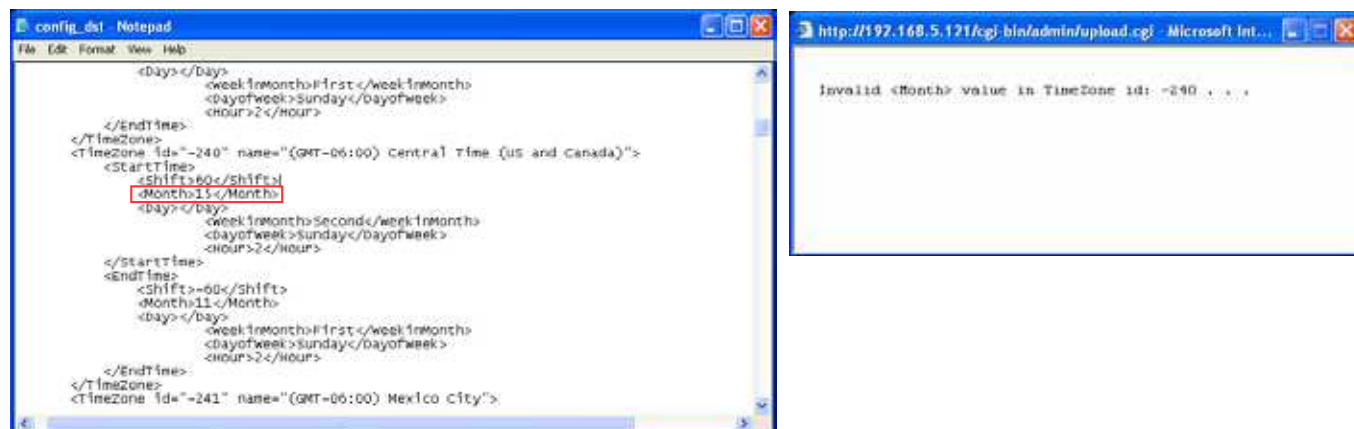 config_dst - Notepad
File Edit Format View Help
<Day></Day>
<WeekInMonth>First</WeekInMonth>
<DayofWeek>Sunday</DayofWeek>
<Hour>2</Hour>
</EndTime>
</TimeZone>
<TimeZone id="-240" name="(GMT-06:00) Central Time (US and Canada)">
<StartTime>
<Shift>60</Shift>
<Month>15</Month>
<Day></Day>
<WeekInMonth>Second</WeekInMonth>
<DayofWeek>Sunday</DayofWeek>
<Hour>2</Hour>
</StartTime>
<EndTime>
<Shift>-60</Shift>
<Month>11</Month>
<Day></Day>
<WeekInMonth>First</WeekInMonth>
<DayofWeek>Sunday</DayofWeek>
<Hour>2</Hour>
</EndTime>
</TimeZone>
<TimeZone id="-241" name="(GMT-06:00) Mexico City">
http://192.168.5.121/cgi-bin/admin/upload.cgi - Microsoft Int...
Invalid <Month> value in TimeZone id: -240 . . .